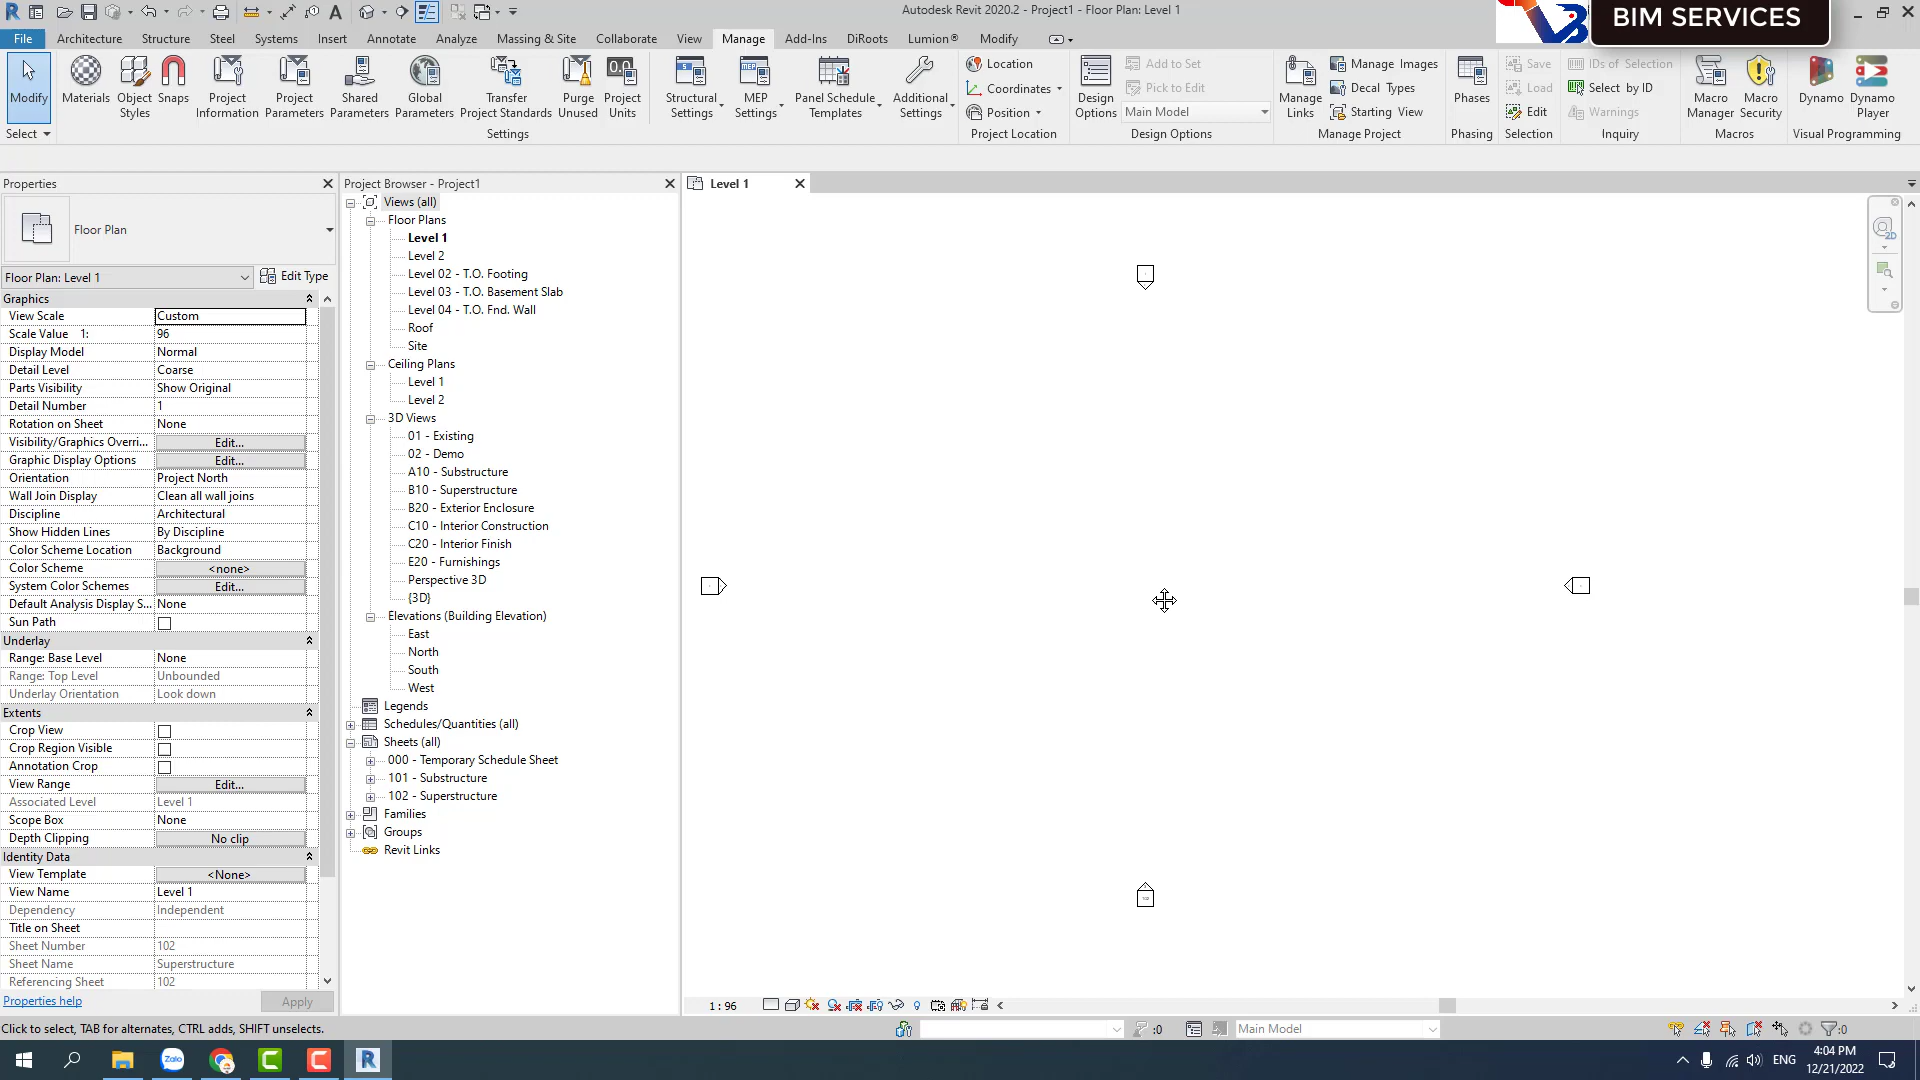 Autodesk Revit 2020.2 - Project1 - Floor Plan: Level 1
BIM SERVICES
File Architecture Structure Steel Systems Insert Annotate Analyze Massing & Site Collaborate View Manage Add-Ins DiRoots Lumion® Modify
Modify
Select
Materials
Object Styles
Snaps
Project Information
Project Parameters
Shared Parameters
Global Parameters
Transfer Project Standards
Purge Unused
Project Units
Settings
Structural Settings
MEP Settings
Panel Schedule Templates
Additional Settings
Location
Coordinates
Position
Project Location
Design Options
Add to Set
Pick to Edit
Main Model
Design Options
Manage Links
Manage Images
Decal Types
Starting View
Manage Project
Phases
Phasing
Save
Load
Edit
Selection
IDs of Selection
Select by ID
Warnings
Inquiry
Macro Manager
Macro Security
Macros
Dynamo
Dynamo Player
Visual Programming
Properties
Floor Plan
Floor Plan: Level 1
Edit Type
Graphics
View Scale Custom
Scale Value 1: 96
Display Model Normal
Detail Level Coarse
Parts Visibility Show Original
Detail Number 1
Rotation on Sheet None
Visibility/Graphics Overri... Edit...
Graphic Display Options Edit...
Orientation Project North
Wall Join Display Clean all wall joins
Discipline Architectural
Show Hidden Lines By Discipline
Color Scheme Location Background
Color Scheme <none>
System Color Schemes Edit...
Default Analysis Display S... None
Sun Path
Underlay
Range: Base Level None
Range: Top Level Unbounded
Underlay Orientation Look down
Extents
Crop View
Crop Region Visible
Annotation Crop
View Range Edit...
Associated Level Level 1
Scope Box None
Depth Clipping No clip
Identity Data
View Template <None>
View Name Level 1
Dependency Independent
Title on Sheet
Sheet Number 102
Sheet Name Superstructure
Referencing Sheet 102
Properties help
Apply
Project Browser - Project1
Views (all)
Floor Plans
Level 1
Level 2
Level 02 - T.O. Footing
Level 03 - T.O. Basement Slab
Level 04 - T.O. Fnd. Wall
Roof
Site
Ceiling Plans
Level 1
Level 2
3D Views
01 - Existing
02 - Demo
A10 - Substructure
B10 - Superstructure
B20 - Exterior Enclosure
C10 - Interior Construction
C20 - Interior Finish
E20 - Furnishings
Perspective 3D
{3D}
Elevations (Building Elevation)
East
North
South
West
Legends
Schedules/Quantities (all)
Sheets (all)
000 - Temporary Schedule Sheet
101 - Substructure
102 - Superstructure
Families
Groups
Revit Links
Level 1
2D
1 : 96
Click to select, TAB for alternates, CTRL adds, SHIFT unselects.
:0
Main Model
:0
Zalo
ENG
4:04 PM
12/21/2022